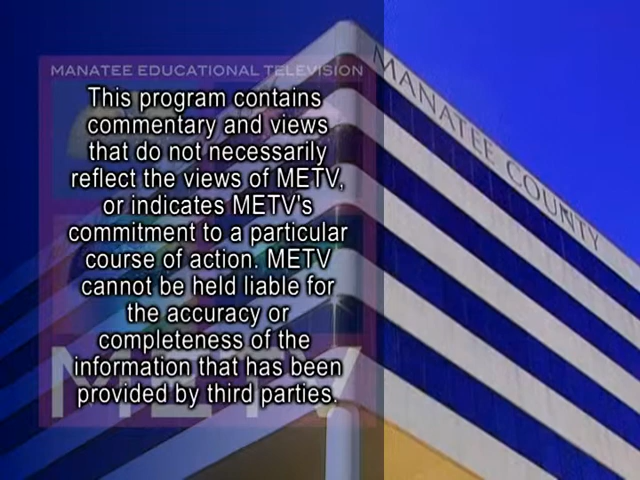 MANATEE EDUCATIONAL TELEVISION
This program contains
commentary and views
that do not necessarily
reflect the views of METV,
or indicates METV's
commitment to a particular
course of action. METV
cannot be held liable for
the accuracy or
completeness of the
information that has been
provided by third parties.
METV
MANATEE COUNTY